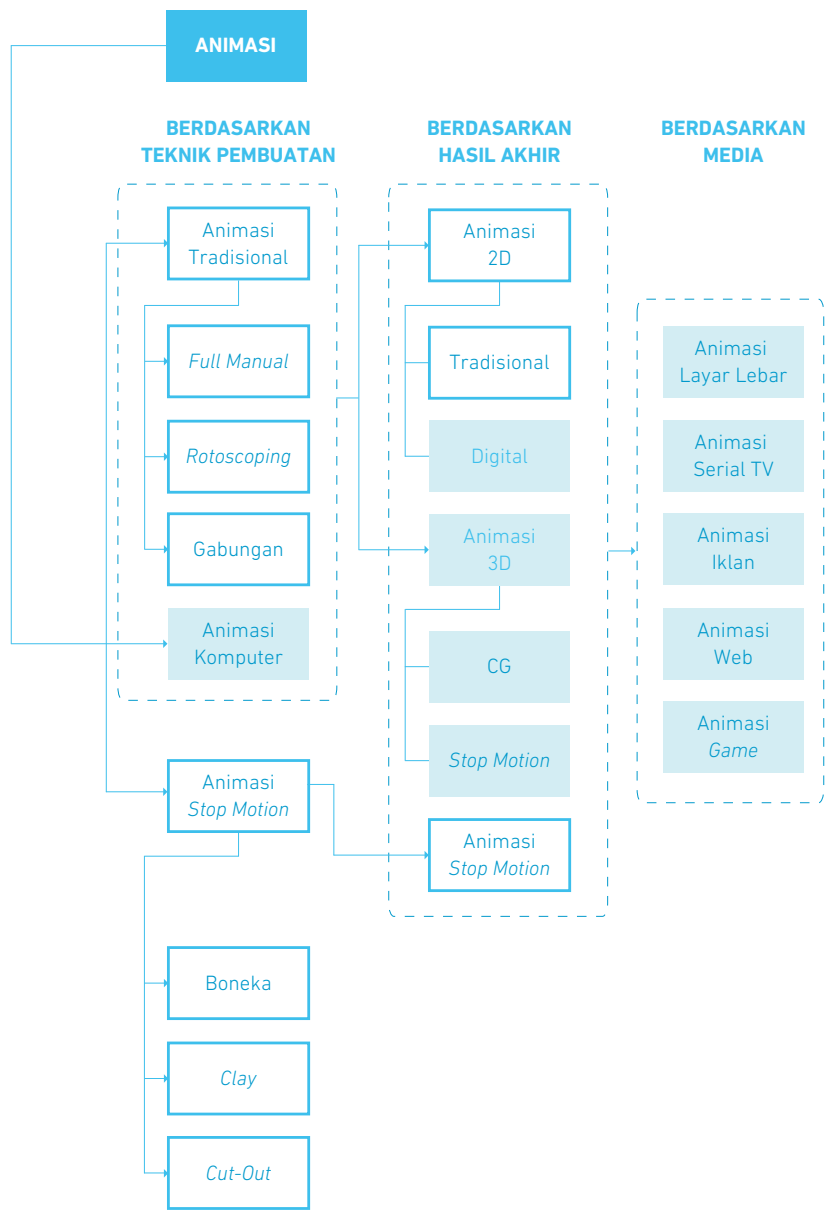 ANIMASI
BERDASARKAN
TEKNIK PEMBUATAN
Animasi
Tradisional
Full Manual
Rotoscoping
Gabungan
Animasi
Komputer
Animasi
Stop Motion
Boneka
Clay
Cut-Out
BERDASARKAN
HASIL AKHIR
Animasi
2D
Tradisional
Digital
Animasi
3D
CG
Stop Motion
Animasi
Stop Motion
BERDASARKAN
MEDIA
Animasi
Layar Lebar
Animasi
Serial TV
Animasi
Iklan
Animasi
Web
Animasi
Game